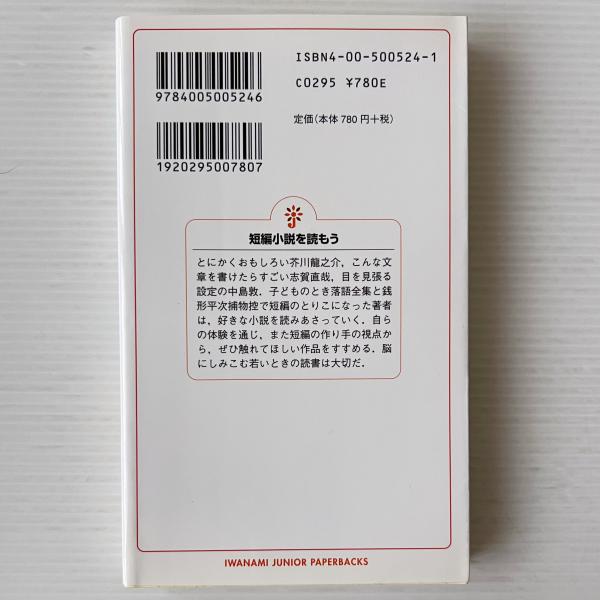 ISBN4-00-500524-1
9784005005246
C0295 ¥780E
定価(本体 780 円+税)
1920295007807
短編小説を読もう
とにかくおもしろい芥川龍之介，こんな文
章を書けたらすごい志賀直哉，目を見張る
設定の中島敦．子どものとき落語全集と銭
形平次捕物控で短編のとりこになった著者
は，好きな小説を読みあさっていく．自ら
の体験を通じ，また短編の作り手の視点か
ら，ぜひ触れてほしい作品をすすめる．脳
にしみこむ若いときの読書は大切だ．
IWANAMI JUNIOR PAPERBACKS